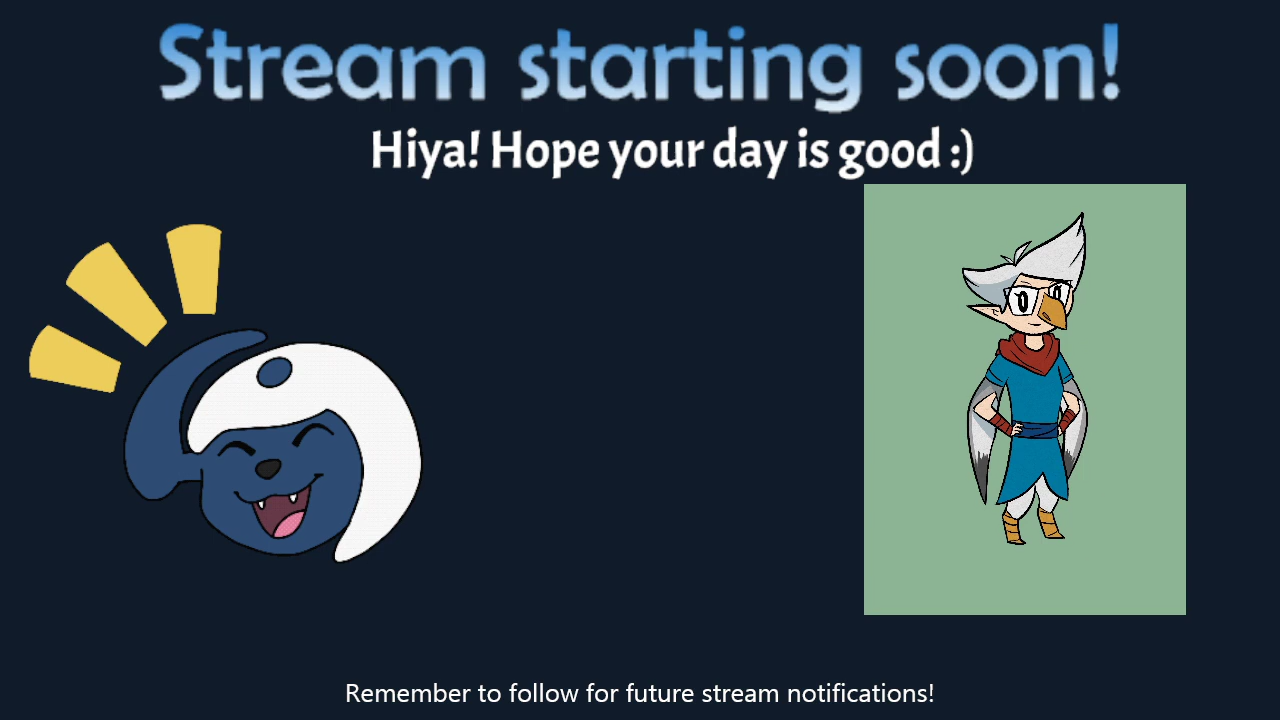 Stream starting soon!
Hiya! Hope your day is good :)
Remember to follow for future stream notifications!